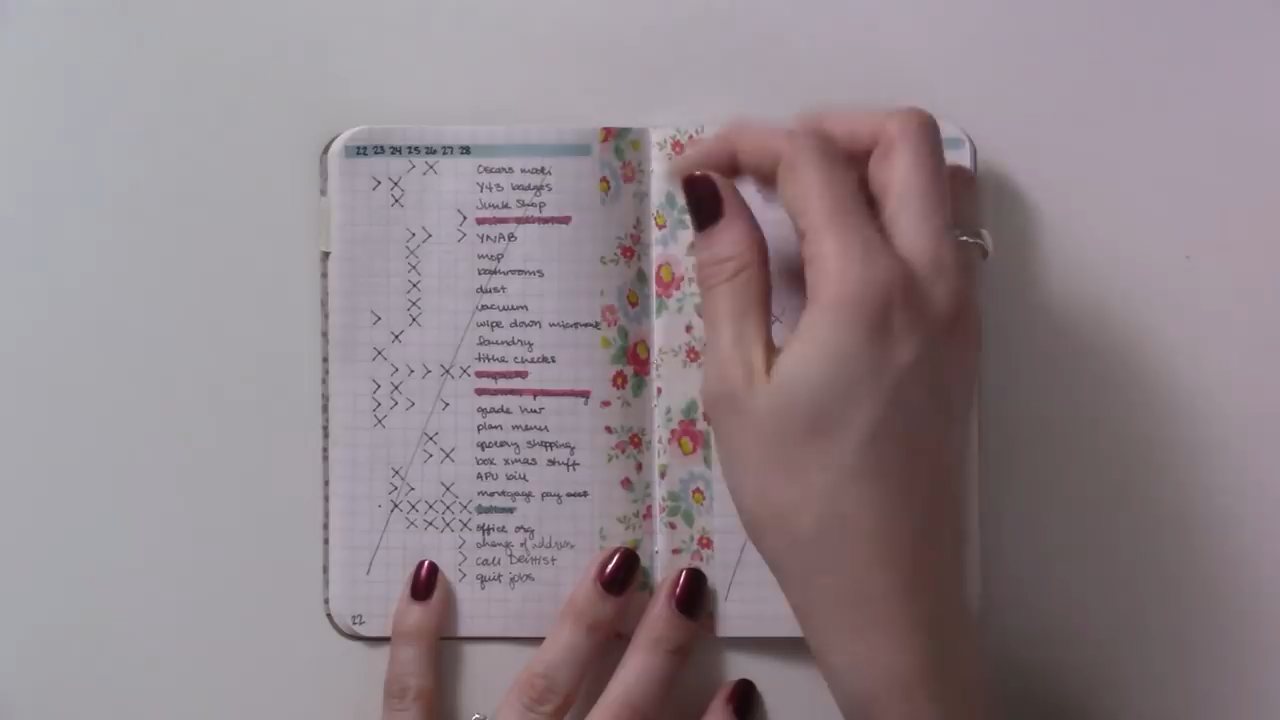 22 23 24 25 26 27 28
> X Oscars
> X Y43 badges
X Junk Shop
>
> > > YNAB
X mop
X bathrooms
X dust
X vacuum
> X wipe down microwave
X laundry
X tithe checks
> > > X X
> X
> > > grade hw
X plan menu
X grocery shopping
> X box xmas stuff
X APU bill
> > X mortgage pay
X X X X X
X X X X office org
> change of address
> call Dentist
> quit jobs
22